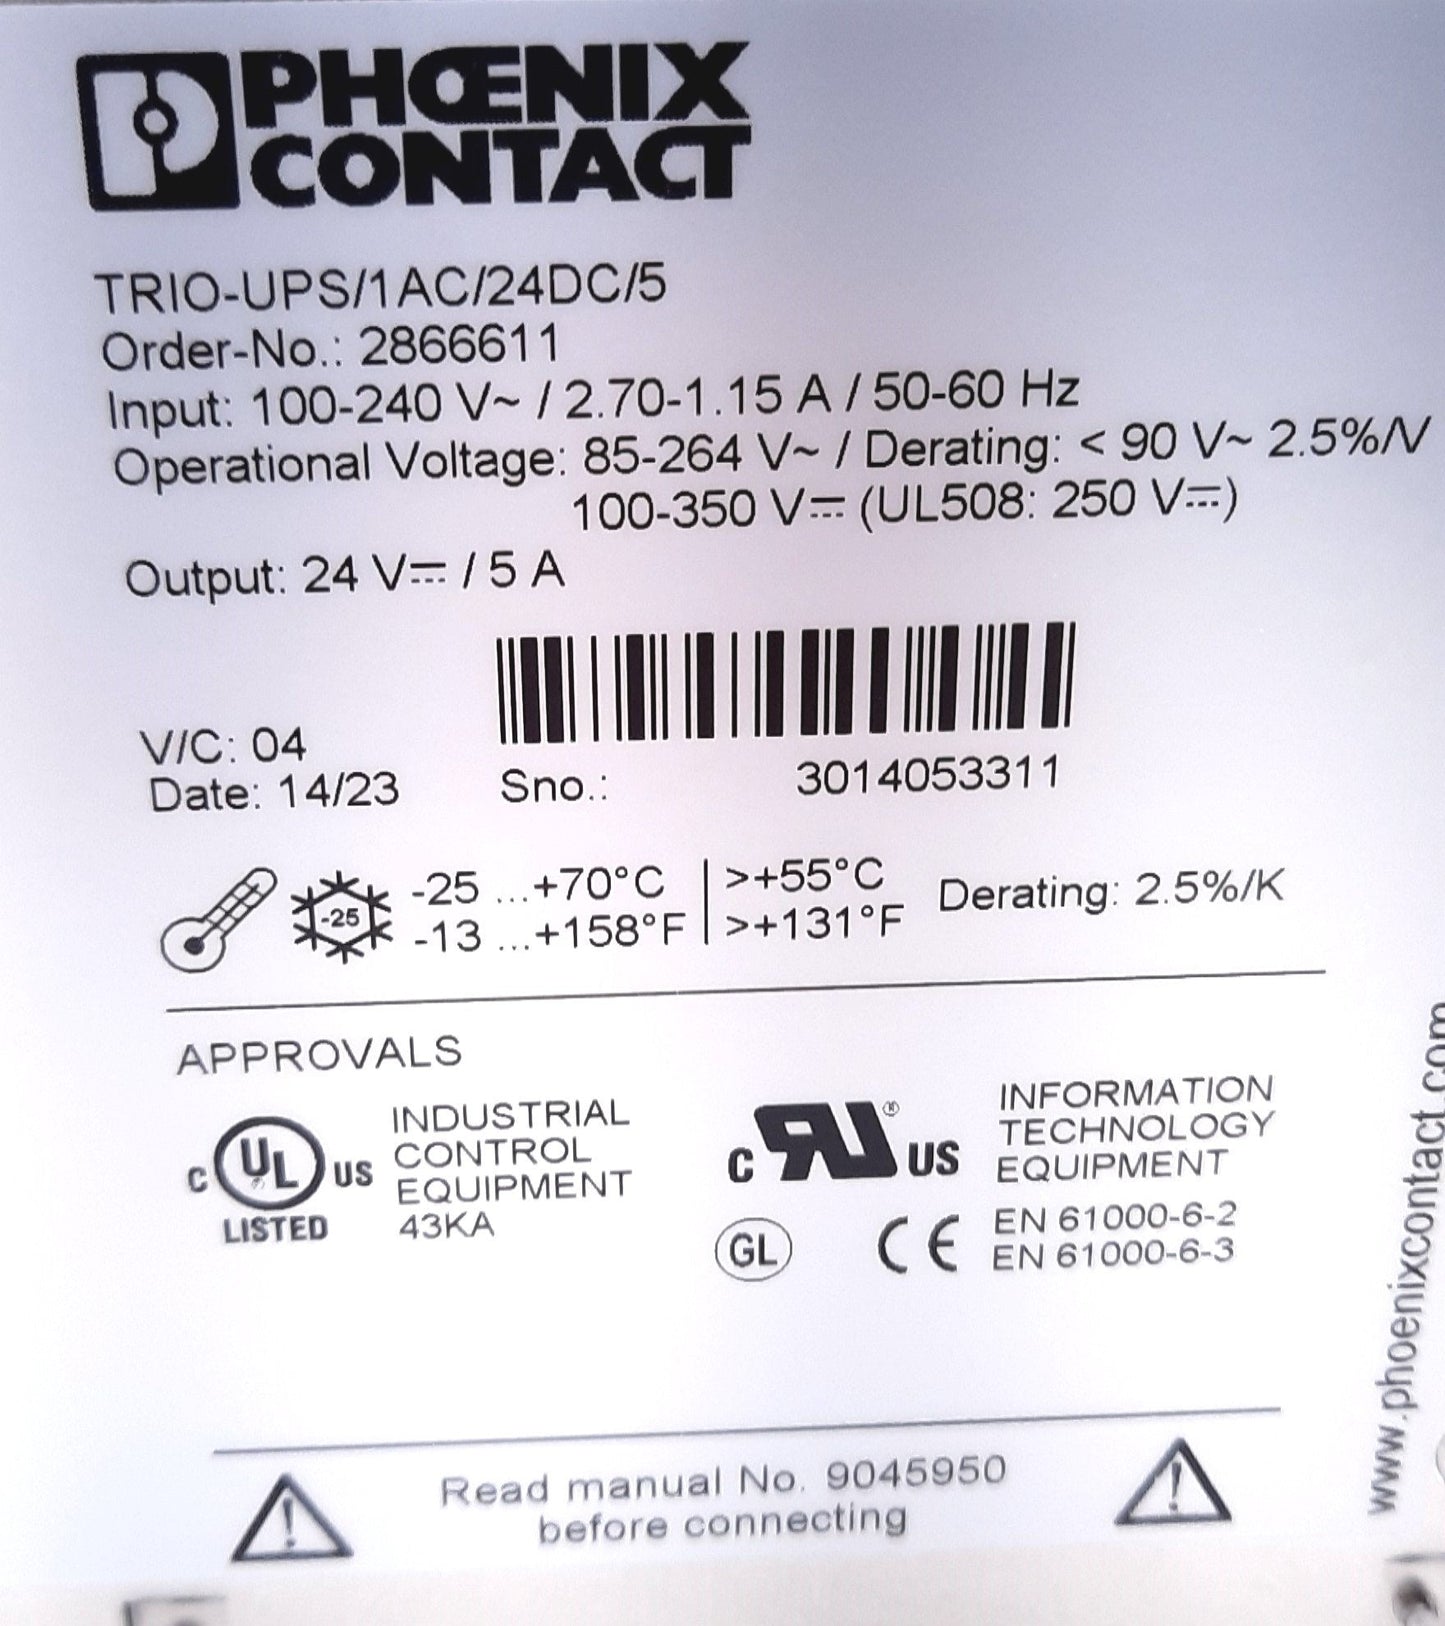 PHŒNIX
CONTACT
TRIO-UPS/1AC/24DC/5
Order-No.: 2866611
Input: 100-240 V~ / 2.70-1.15 A / 50-60 Hz
Operational Voltage: 85-264 V~ / Derating: < 90 V~ 2.5%/V
100-350 V⎓ (UL508: 250 V⎓)
Output: 24 V⎓ / 5 A
V/C: 04
Date: 14/23
Sno.: 3014053311
-25
-25 ...+70°C >+55°C
-13 ...+158°F >+131°F
Derating: 2.5%/K
APPROVALS
C UL US
LISTED
INDUSTRIAL
CONTROL
EQUIPMENT
43KA
C RU ® US
INFORMATION
TECHNOLOGY
EQUIPMENT
GL
CE
EN 61000-6-2
EN 61000-6-3
www.phoenixcontact.com
! Read manual No. 9045950 !
before connecting